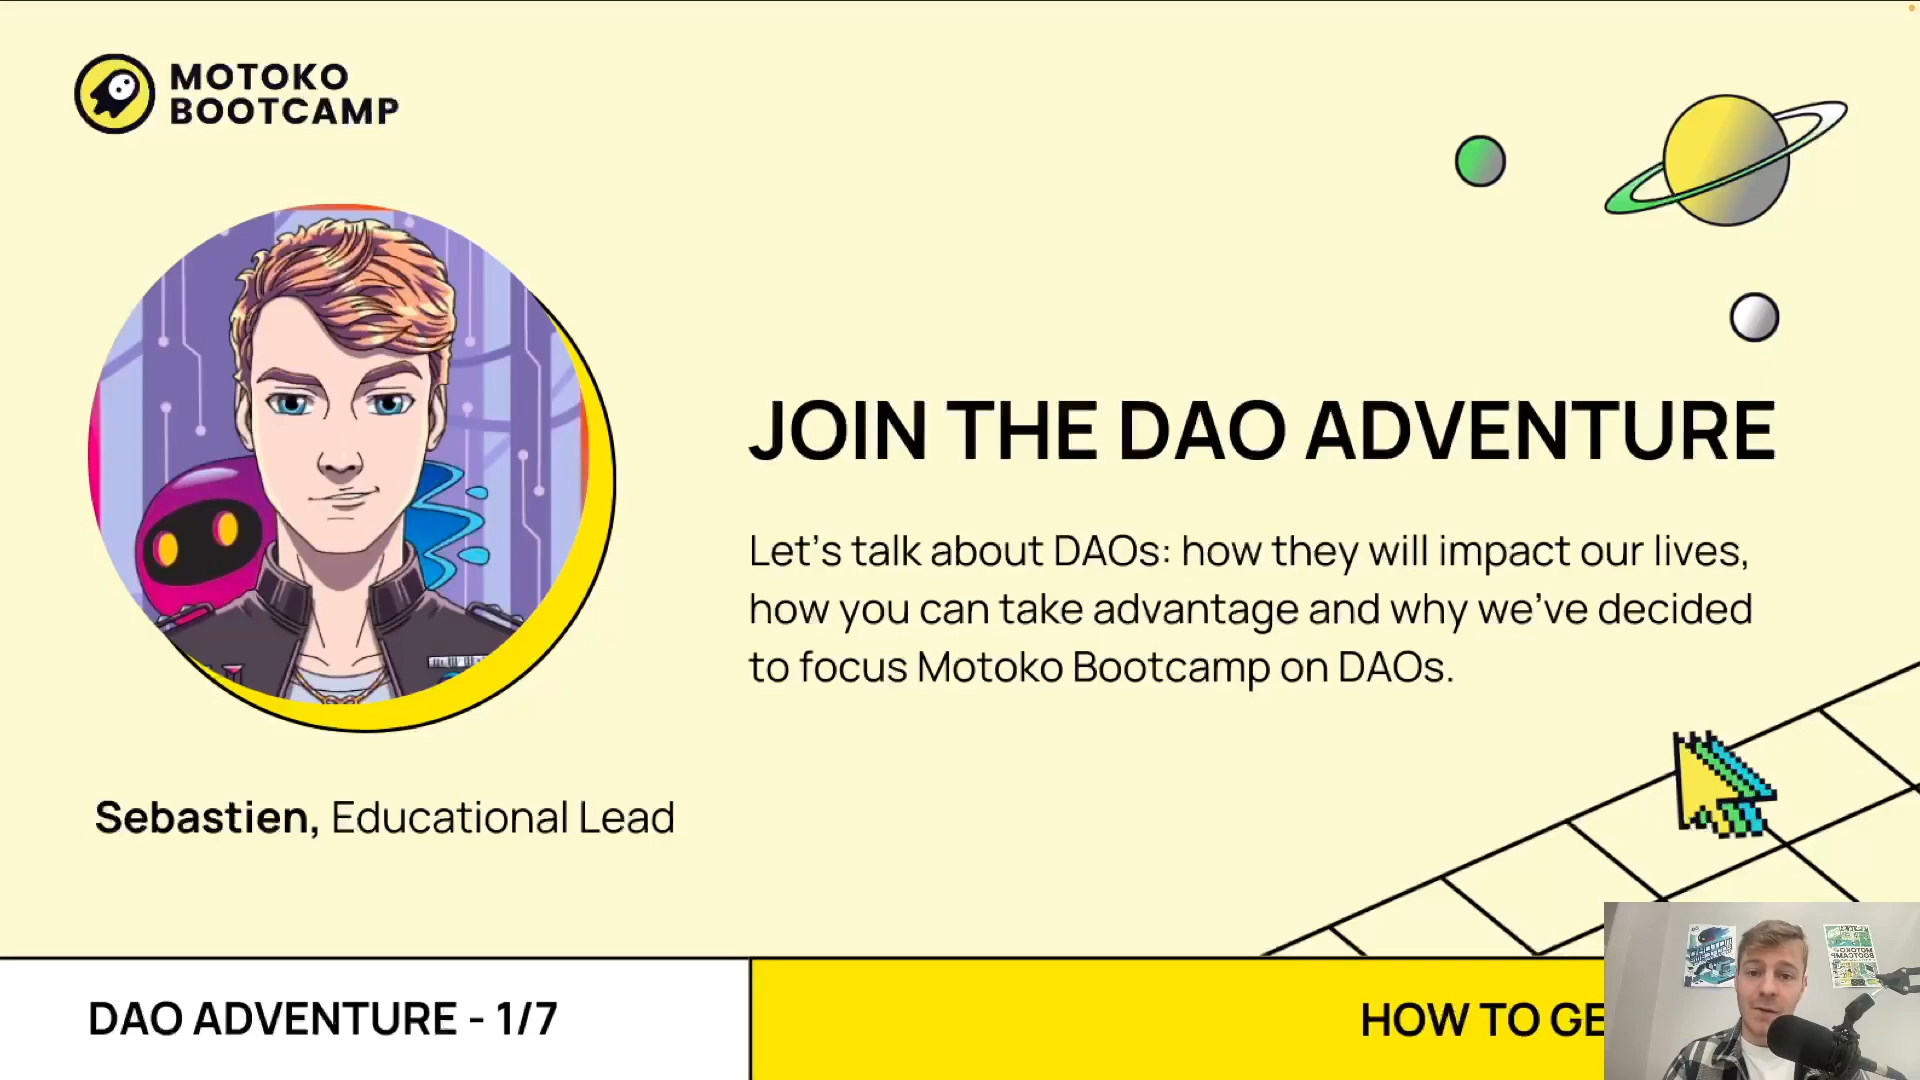 MOTOKO
BOOTCAMP
JOIN THE DAO ADVENTURE
Let's talk about DAOs: how they will impact our lives,
how you can take advantage and why we've decided
to focus Motoko Bootcamp on DAOs.
Sebastien, Educational Lead
DAO ADVENTURE - 1/7
HOW TO GE